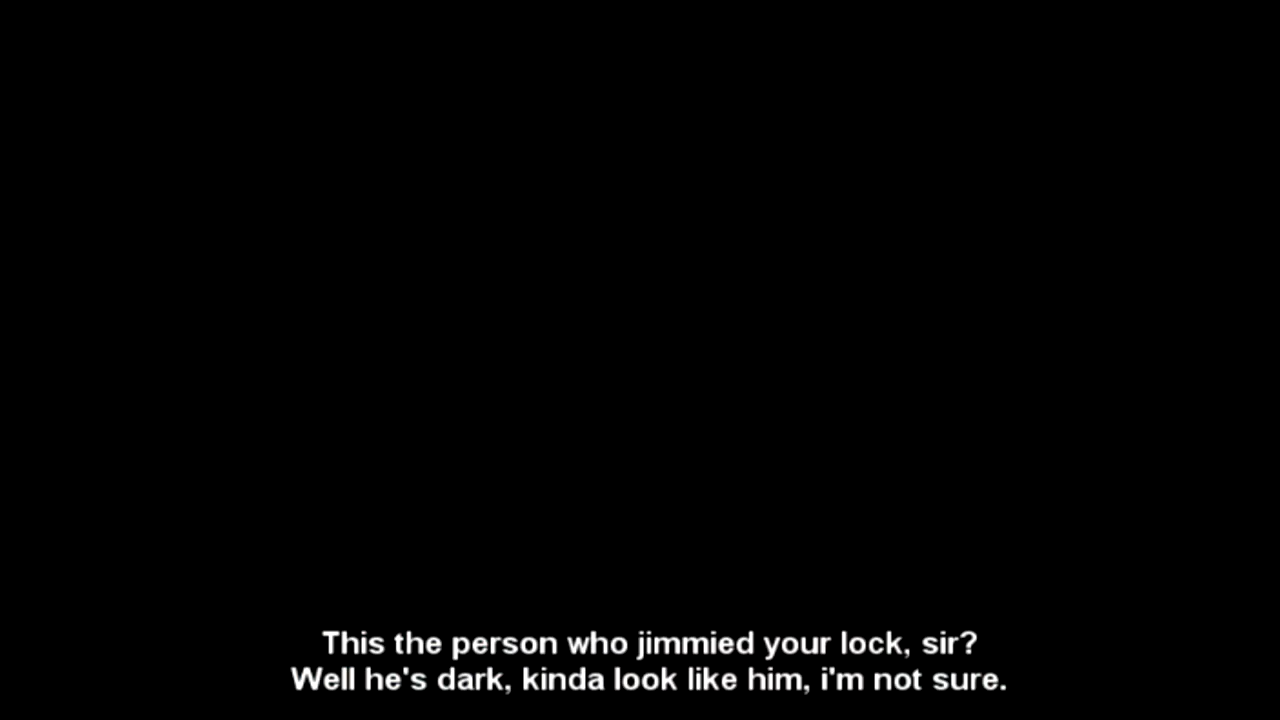 This the person who jimmied your lock, sir?
Well he's dark, kinda look like him, i'm not sure.